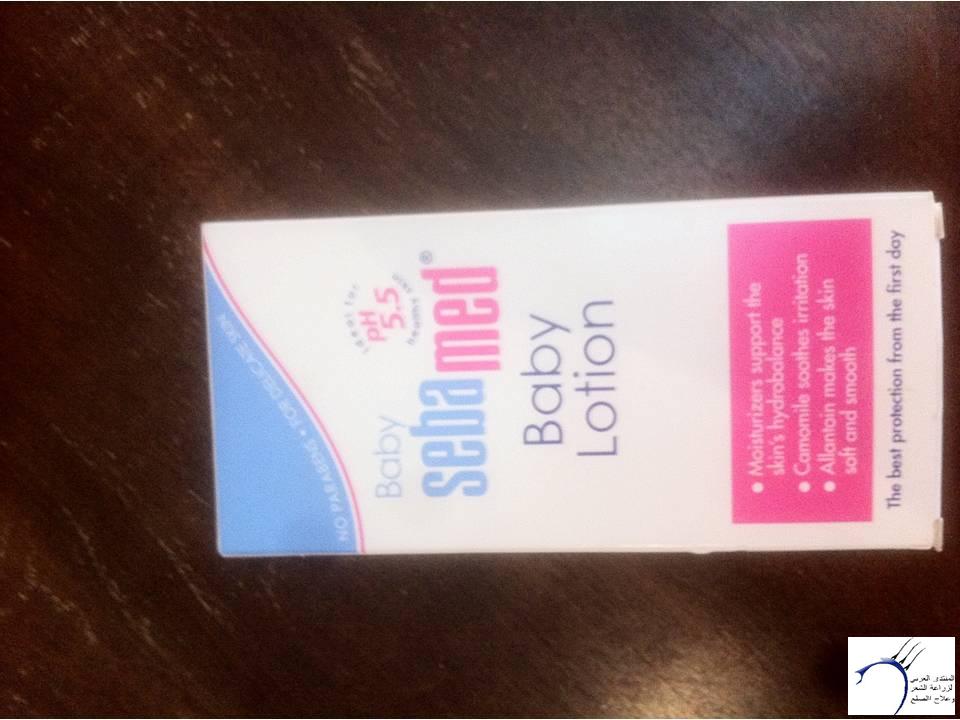 NO PARABENS • FOR DELICATE SKIN
Baby
sebamed®
ideal for
pH
5.5
healthy skin
Baby
Lotion
• Moisturizers support the
skin's hydrobalance
• Camomile soothes irritation
• Allantoin makes the skin
soft and smooth
The best protection from the first day
المنتدى العربي
لزراعة الشعر
وعلاج الصلع